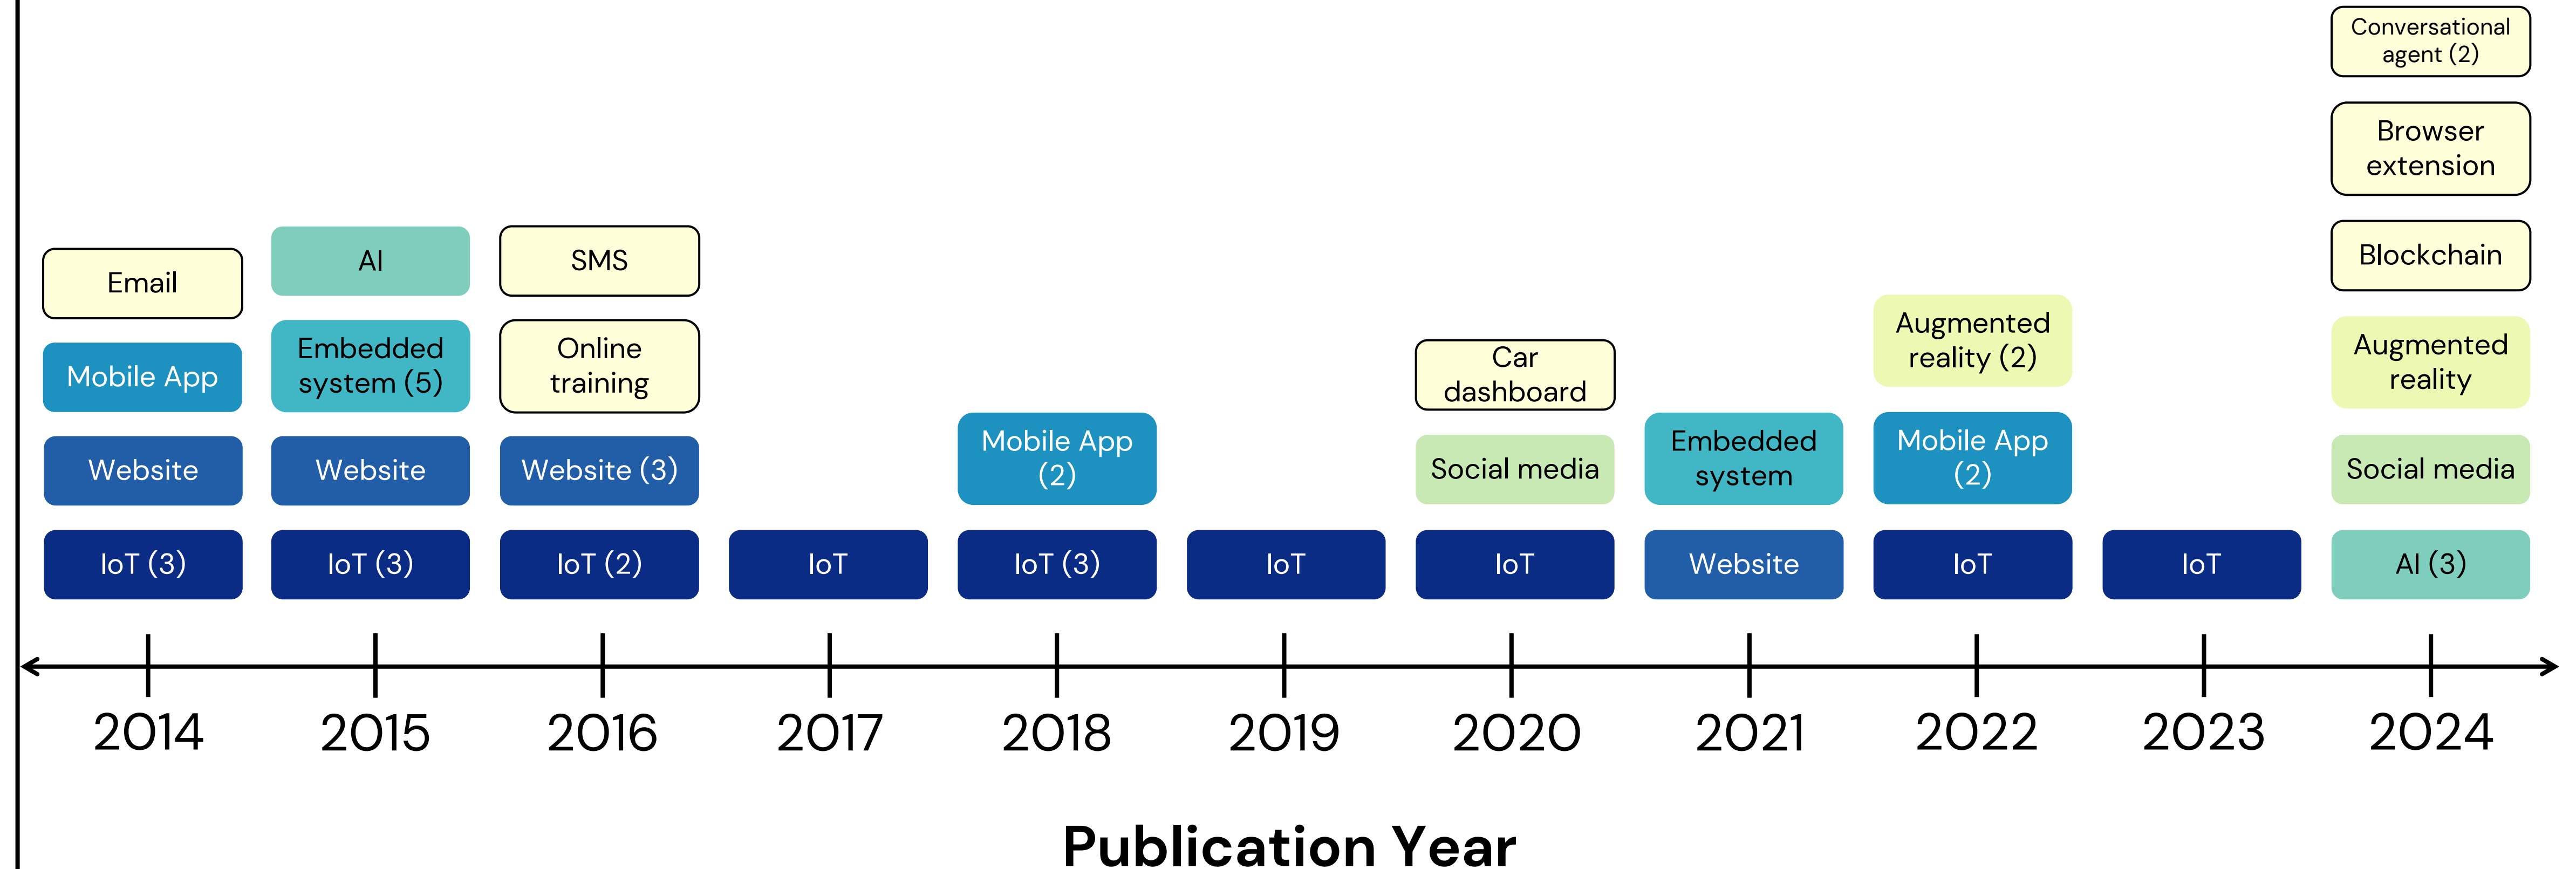 Conversational
agent (2)
Browser
extension
Blockchain
Augmented
reality
Social media
AI (3)
Email
Mobile App
Website
IoT (3)
AI
Embedded
system (5)
Website
IoT (3)
SMS
Online
training
Website (3)
IoT (2)
IoT
Mobile App
(2)
IoT (3)
IoT
Car
dashboard
Social media
IoT
Embedded
system
Website
Augmented
reality (2)
Mobile App
(2)
IoT
IoT
2014 2015 2016 2017 2018 2019 2020 2021 2022 2023 2024
Publication Year